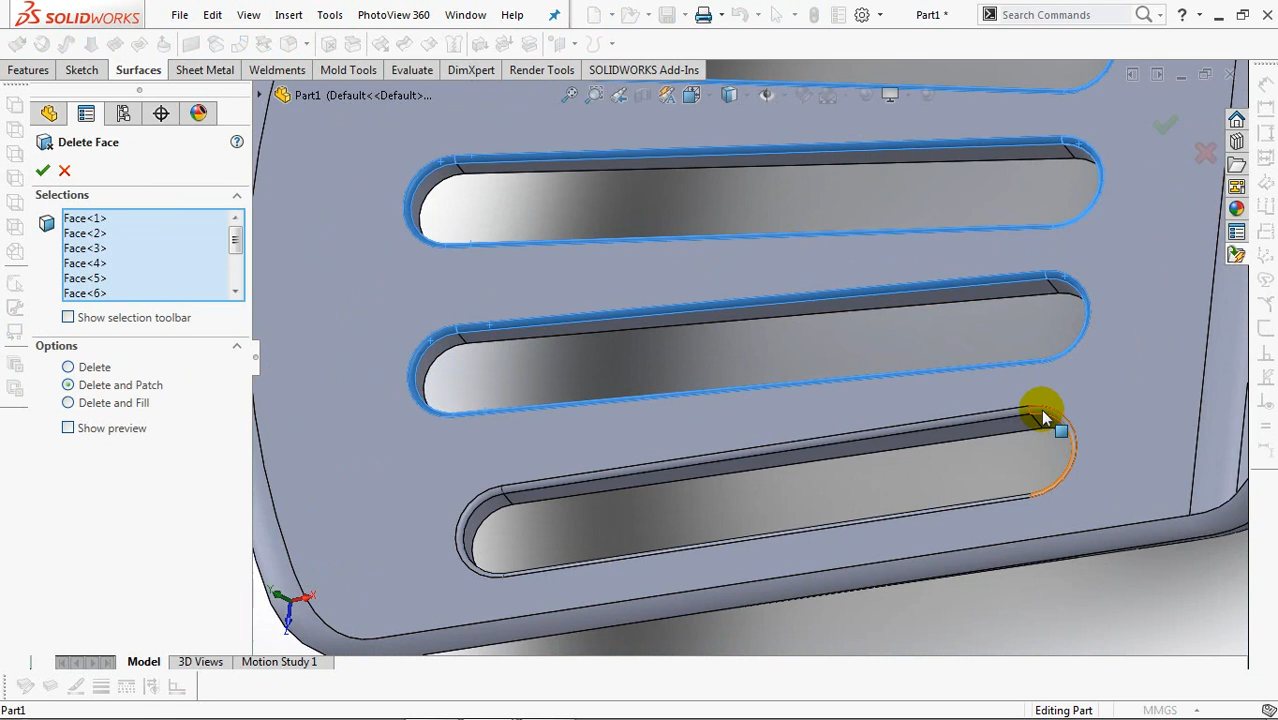 SOLIDWORKS File Edit View Insert Tools PhotoView 360 Window Help Part1 * Search Commands ?
Features Sketch Surfaces Sheet Metal Weldments Mold Tools Evaluate DimXpert Render Tools SOLIDWORKS Add-Ins
Part1 (Default<<Default>...
Delete Face ?
Selections
Face<1>
Face<2>
Face<3>
Face<4>
Face<5>
Face<6>
Show selection toolbar
Options
Delete
Delete and Patch
Delete and Fill
Show preview
Y X
Z
Model 3D Views Motion Study 1
Part1 Editing Part MMGS